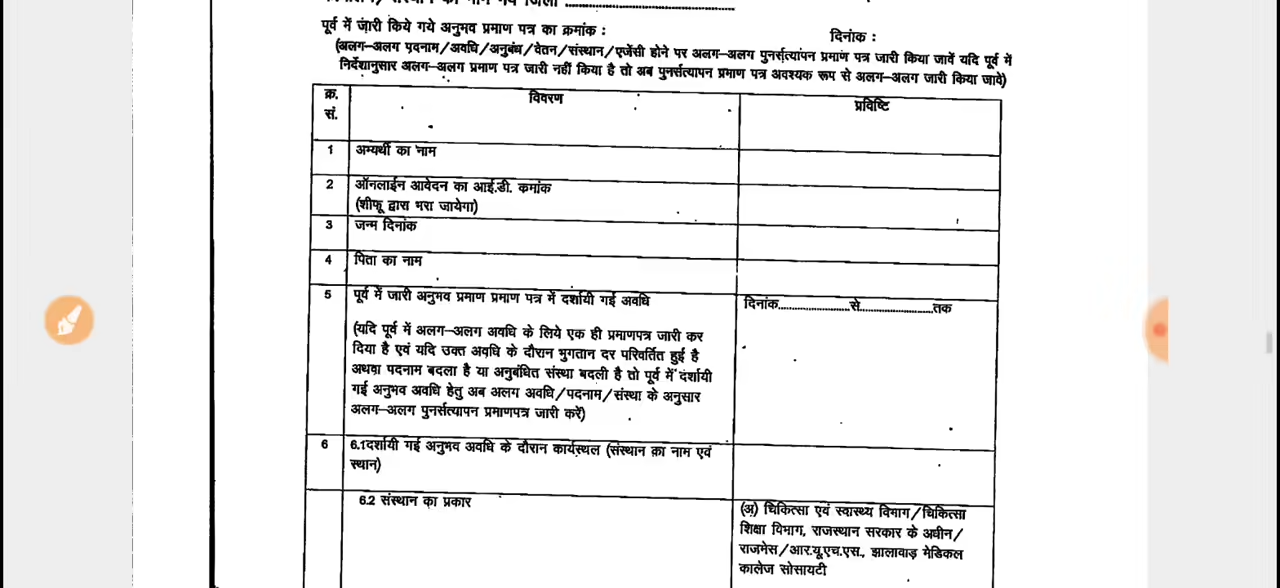 पूर्व में जारी किये गये अनुभव प्रमाण पत्र का क्रमांक : दिनांक :
(अलग–अलग पदनाम/अवधि/अनुबंध/वेतन/संस्थान/एजेंसी होने पर अलग–अलग पुनर्सत्यापन प्रमाण पत्र जारी किया जावें यदि पूर्व में
निर्देशानुसार अलग–अलग प्रमाण पत्र जारी नहीं किया है तो अब पुनर्सत्यापन प्रमाण पत्र अवश्यक रूप से अलग–अलग जारी किया जावे)
क्र. सं. विवरण प्रविष्टि
1 अभ्यर्थी का नाम
2 ऑनलाईन आवेदन का आई.डी. कमांक
(शीफू द्वारा भरा जायेगा)
3 जन्म दिनांक
4 पिता का नाम
5 पूर्व में जारी अनुभव प्रमाण प्रमाण पत्र में दर्शायी गई अवधि दिनांक........................से........................तक
(यदि पूर्व में अलग–अलग अवधि के लिये एक ही प्रमाणपत्र जारी कर
दिया है एवं यदि उक्त अवधि के दौरान भुगतान दर परिवर्तित हुई है
अथवा पदनाम बदला है या अनुबंधित संस्था बदली है तो पूर्व में दर्शायी
गई अनुभव अवधि हेतु अब अलग अवधि/पदनाम/संस्था के अनुसार
अलग–अलग पुनर्सत्यापन प्रमाणपत्र जारी करें)
6 6.1दर्शायी गई अनुभव अवधि के दौरान कार्यस्थल (संस्थान का नाम एवं
स्थान)
6.2 संस्थान का प्रकार (अ) चिकित्सा एवं स्वास्थ्य विभाग/चिकित्सा
शिक्षा विभाग, राजस्थान सरकार के अधीन/
राजमेस/आर.यू.एच.एस., झालावाड़ मेडिकल
कालेज सोसायटी